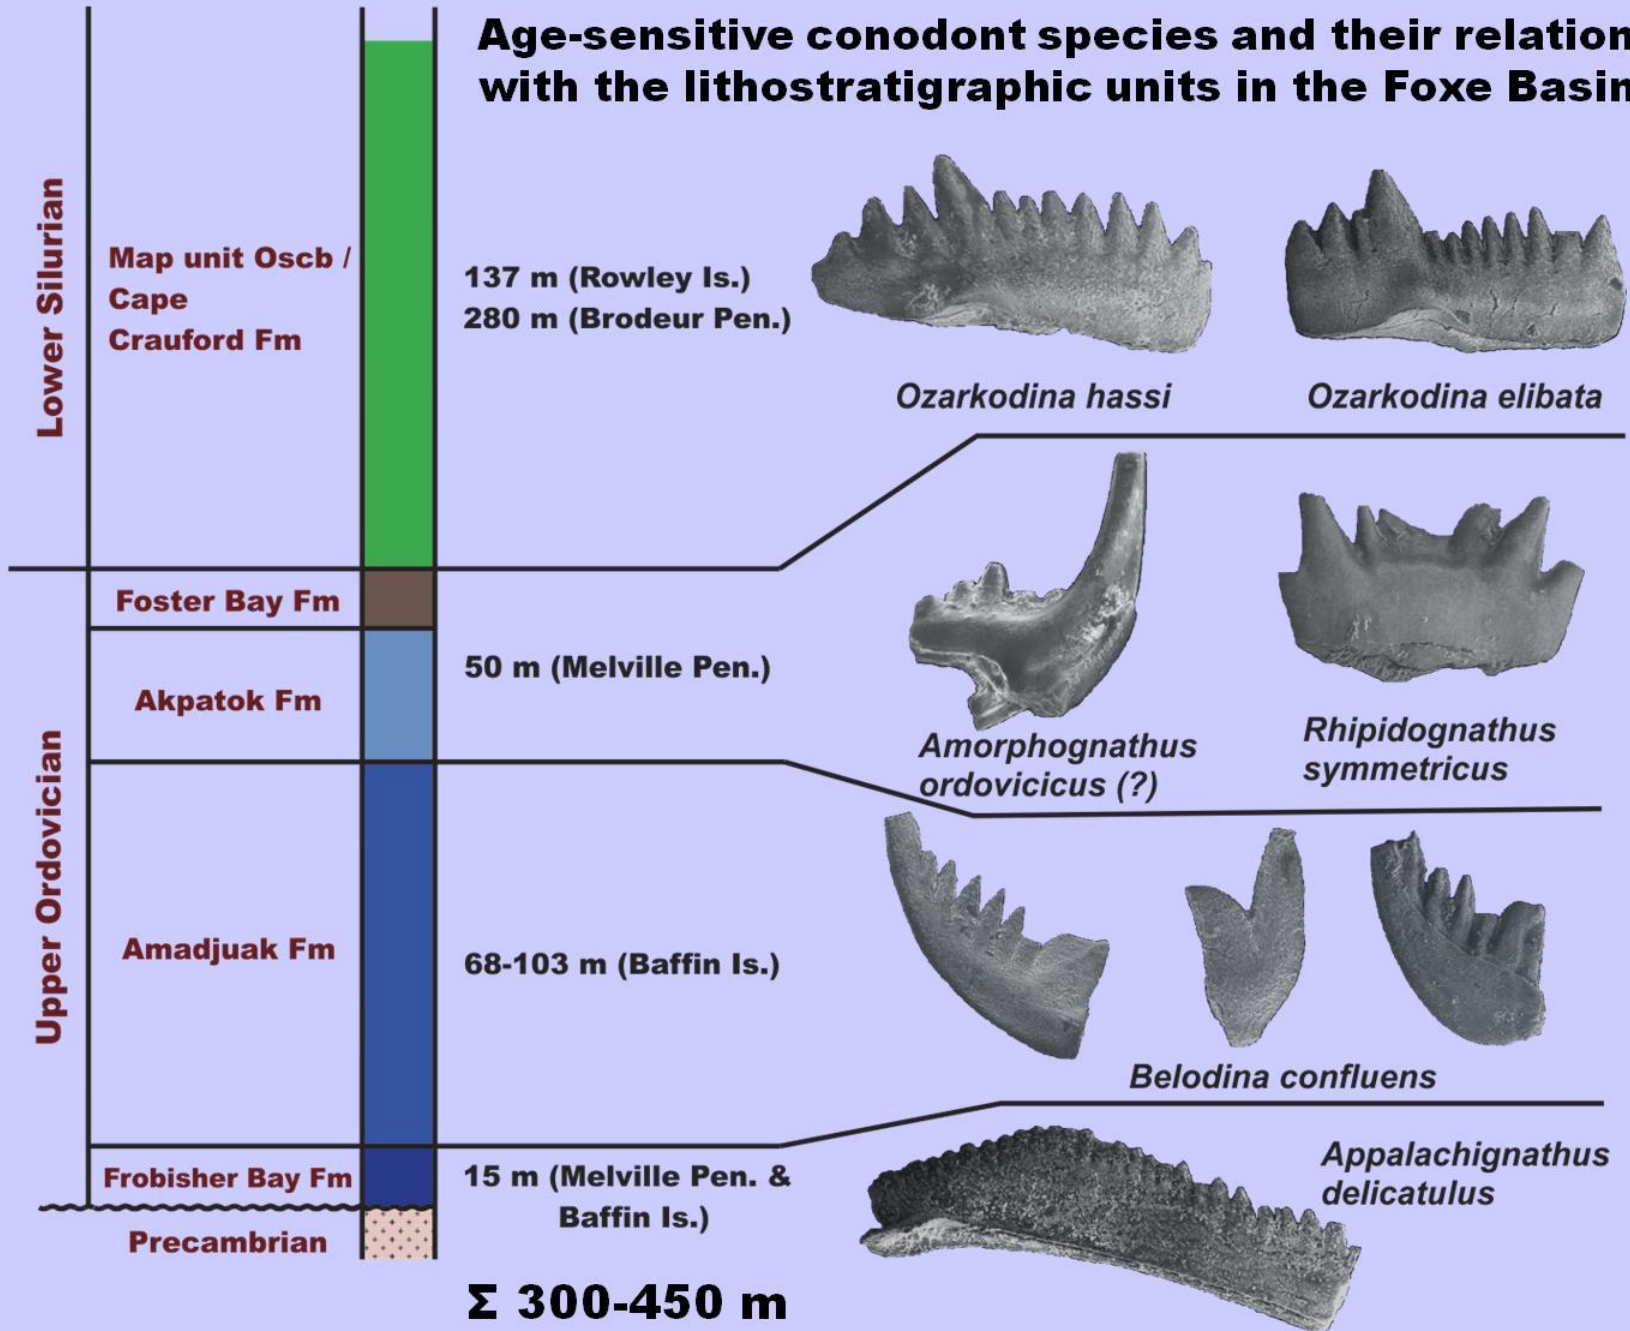 Age-sensitive conodont species and their relation
with the lithostratigraphic units in the Foxe Basin
Lower Silurian
Map unit Oscb /
Cape
Crauford Fm
137 m (Rowley Is.)
280 m (Brodeur Pen.)
Ozarkodina hassi
Ozarkodina elibata
Upper Ordovician
Foster Bay Fm
Akpatok Fm
50 m (Melville Pen.)
Amorphognathus
ordovicicus (?)
Rhipidognathus
symmetricus
Amadjuak Fm
68-103 m (Baffin Is.)
Belodina confluens
Frobisher Bay Fm
15 m (Melville Pen. &
Baffin Is.)
Appalachignathus
delicatulus
Precambrian
Σ 300-450 m